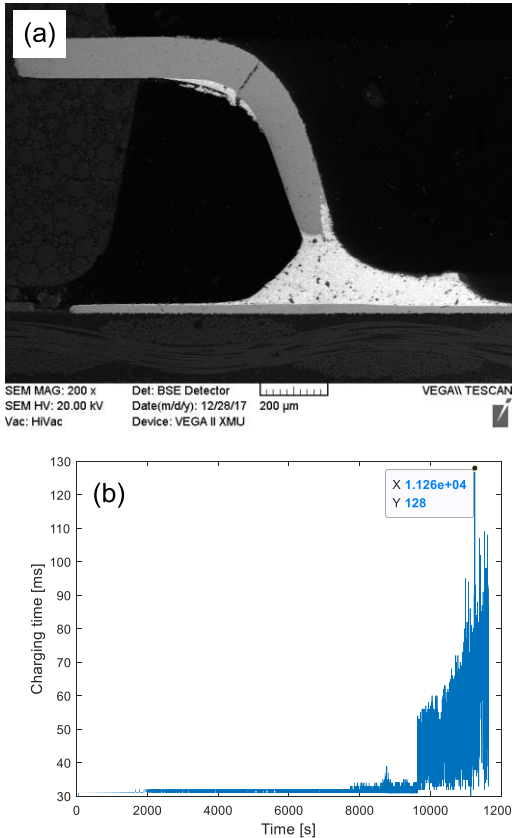 (a)
SEM MAG: 200 x Det: BSE Detector VEGA\\ TESCAN
SEM HV: 20.00 kV Date(m/d/y): 12/28/17 200 µm
Vac: HiVac Device: VEGA II XMU
130
(b)
X 1.126e+04
Y 128
120
110
100
90
80
70
60
50
40
30
Charging time [ms]
0 2000 4000 6000 8000 10000 12000
Time [s]